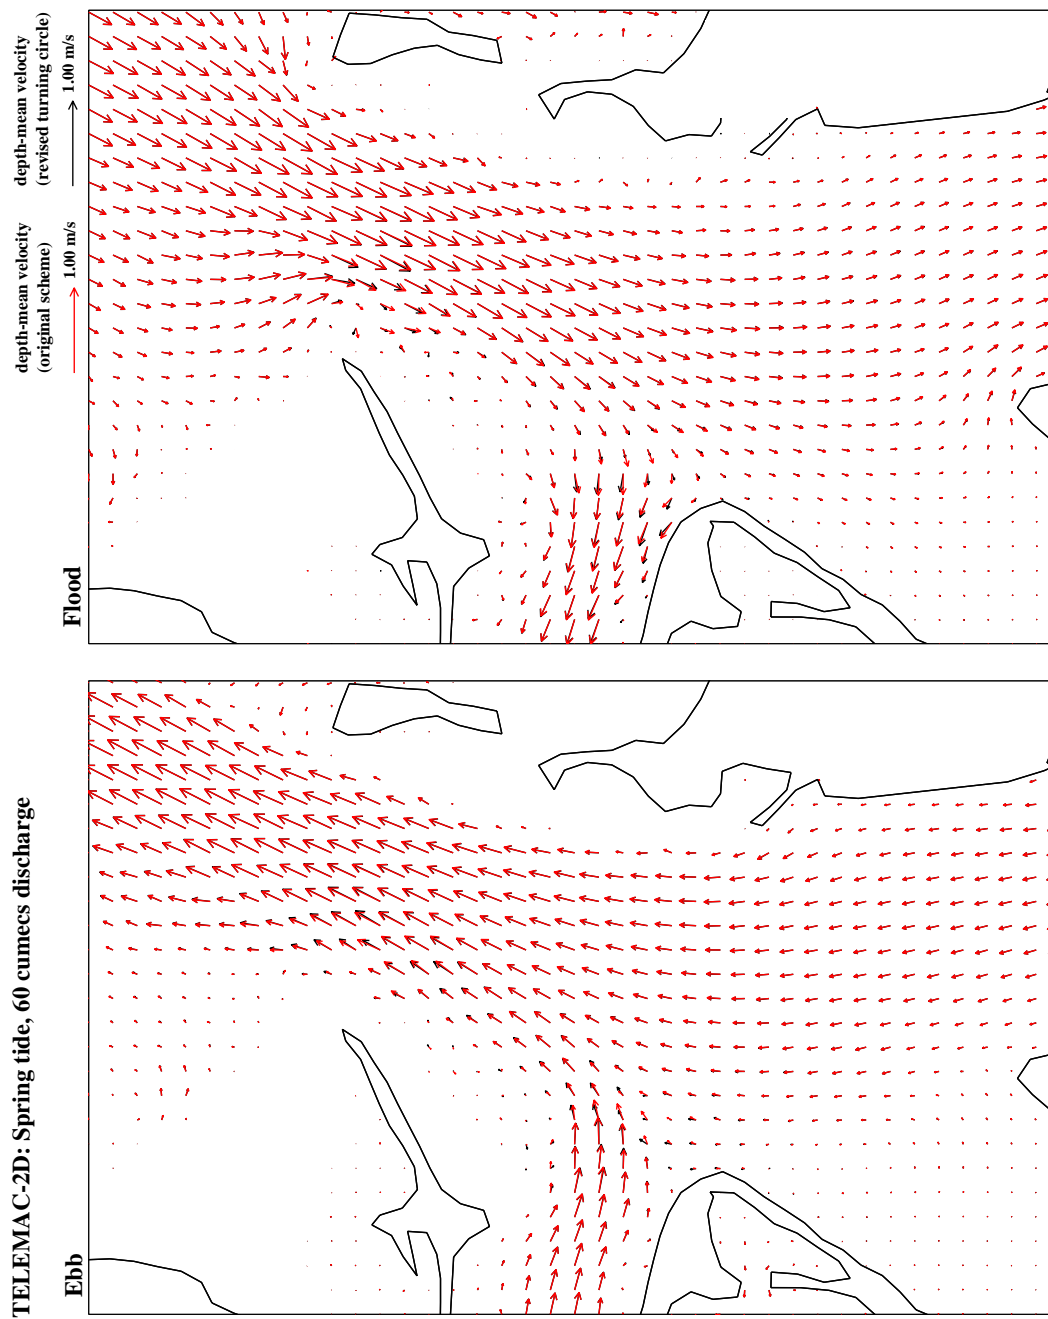 TELEMAC-2D: Spring tide, 60 cumecs discharge
Ebb
Flood
depth-mean velocity
(original scheme)
1.00 m/s
depth-mean velocity
(revised turning circle)
1.00 m/s